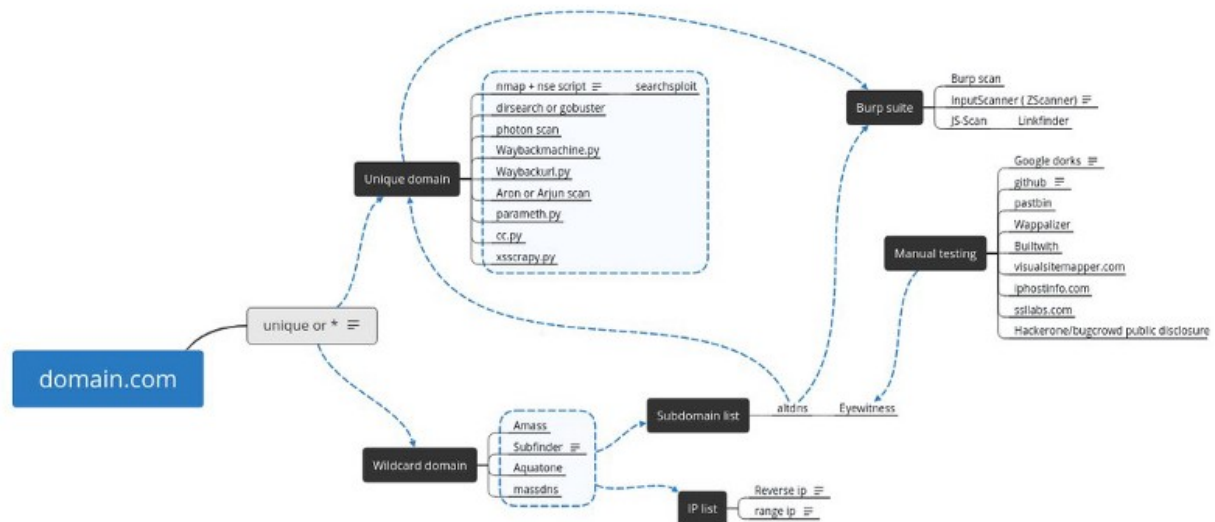 domain.com
unique or *
Unique domain
nmap + nse script
searchsploit
dirsearch or gobuster
photon scan
Waybackmachine.py
Waybackurl.py
Aron or Arjun scan
parameth.py
cc.py
xsscrapy.py
Burp suite
Burp scan
InputScanner ( ZScanner)
JS-Scan
Linkfinder
Manual testing
Google dorks
github
pastbin
Wappalizer
Builtwith
visualsitemapper.com
iphostinfo.com
ssllabs.com
Hackerone/bugcrowd public disclosure
Wildcard domain
Amass
Subfinder
Aquatone
massdns
Subdomain list
altdns
Eyewitness
IP list
Reverse ip
range ip